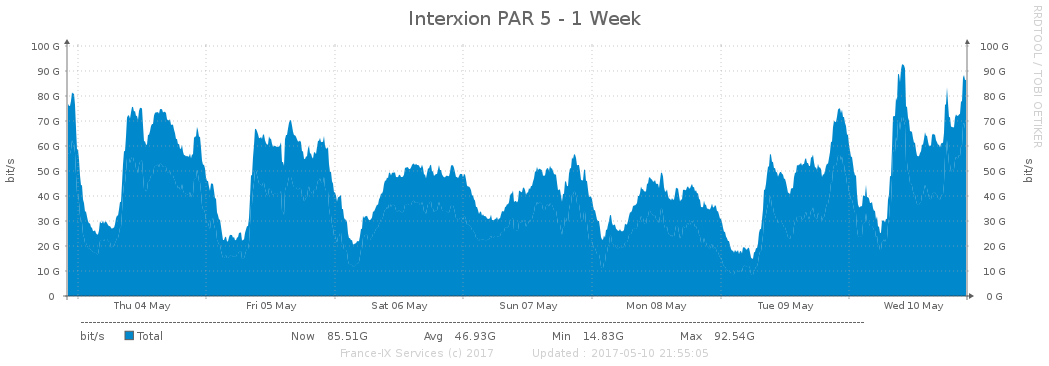 Interxion PAR 5 - 1 Week
RRDTOOL / TOBI OETIKER
bit/s
bit/s
100 G 100 G
90 G 90 G
80 G 80 G
70 G 70 G
60 G 60 G
50 G 50 G
40 G 40 G
30 G 30 G
20 G 20 G
10 G 10 G
0 0 G
Thu 04 May Fri 05 May Sat 06 May Sun 07 May Mon 08 May Tue 09 May Wed 10 May
bit/s Total Now 85.51G Avg 46.93G Min 14.83G Max 92.54G
France-IX Services (c) 2017 Updated : 2017-05-10 21:55:05